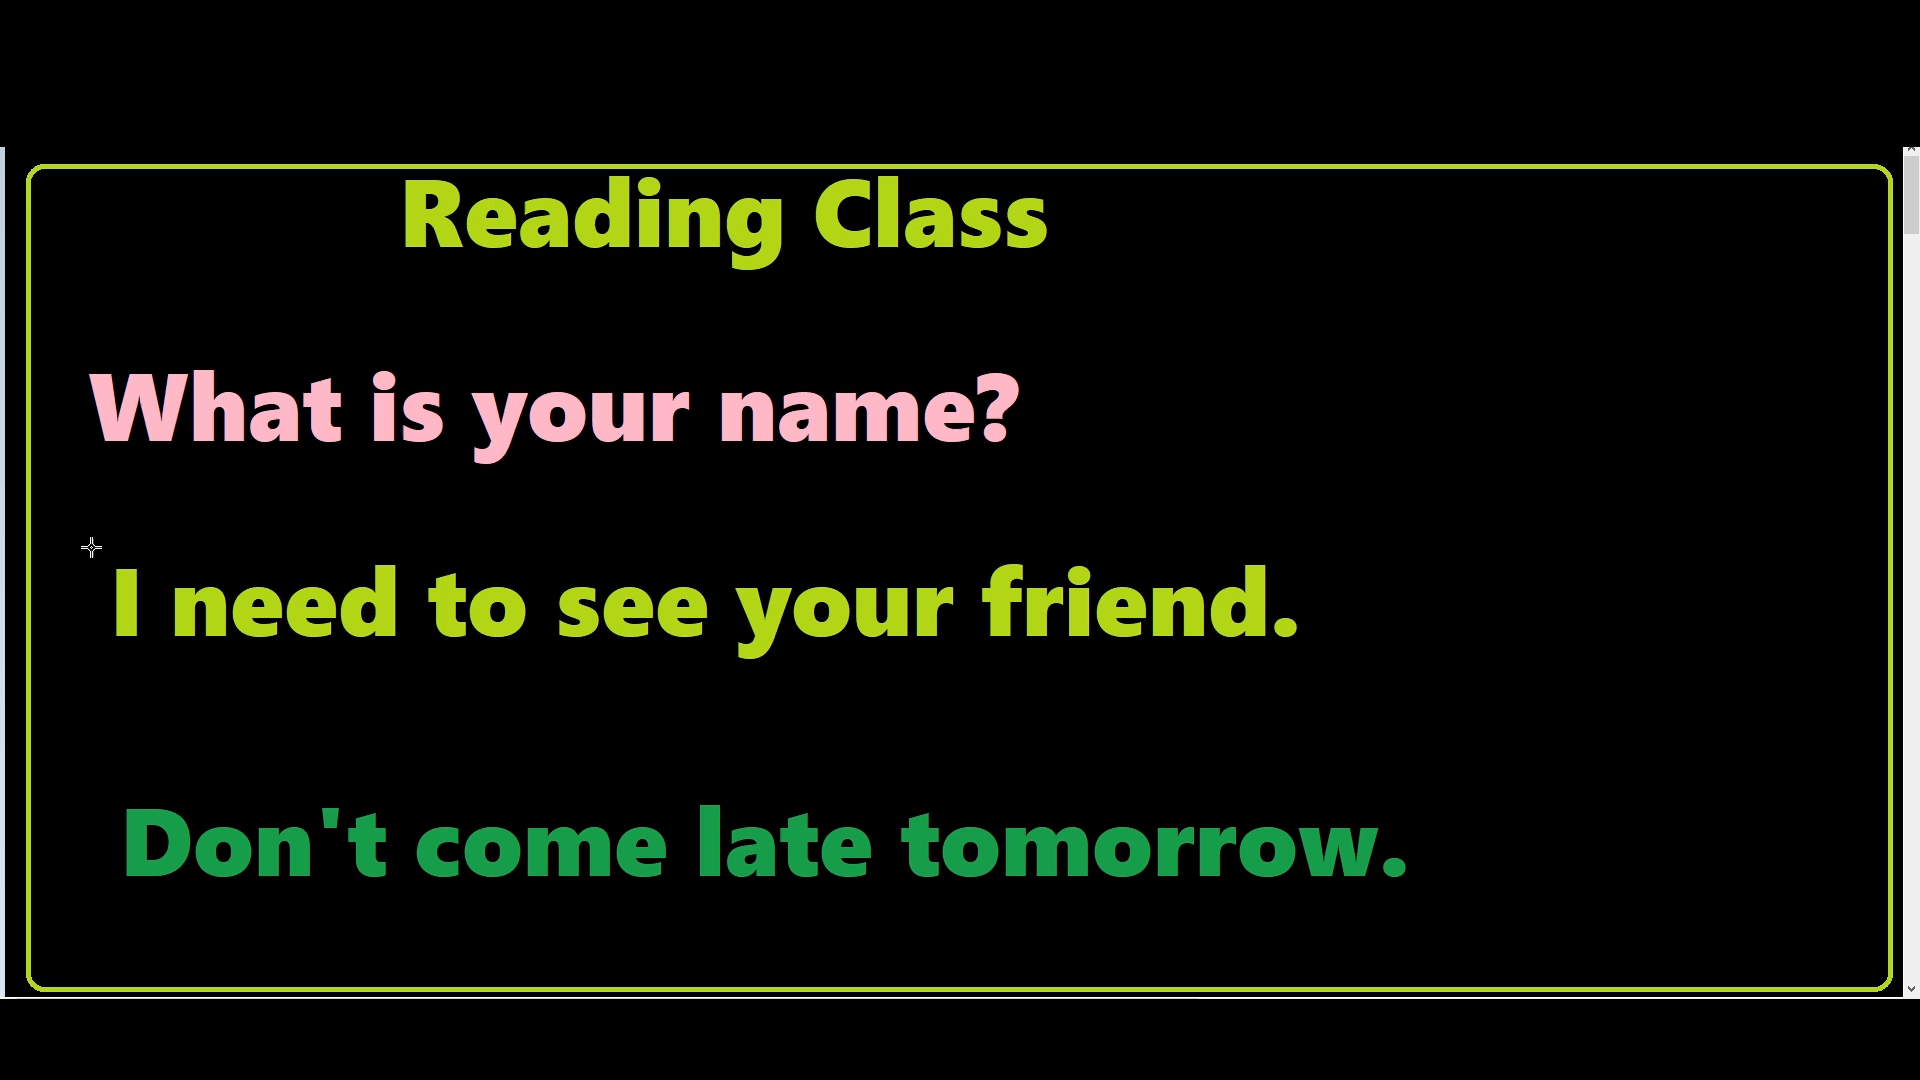 Reading Class
What is your name?
I need to see your friend.
Don't come late tomorrow.